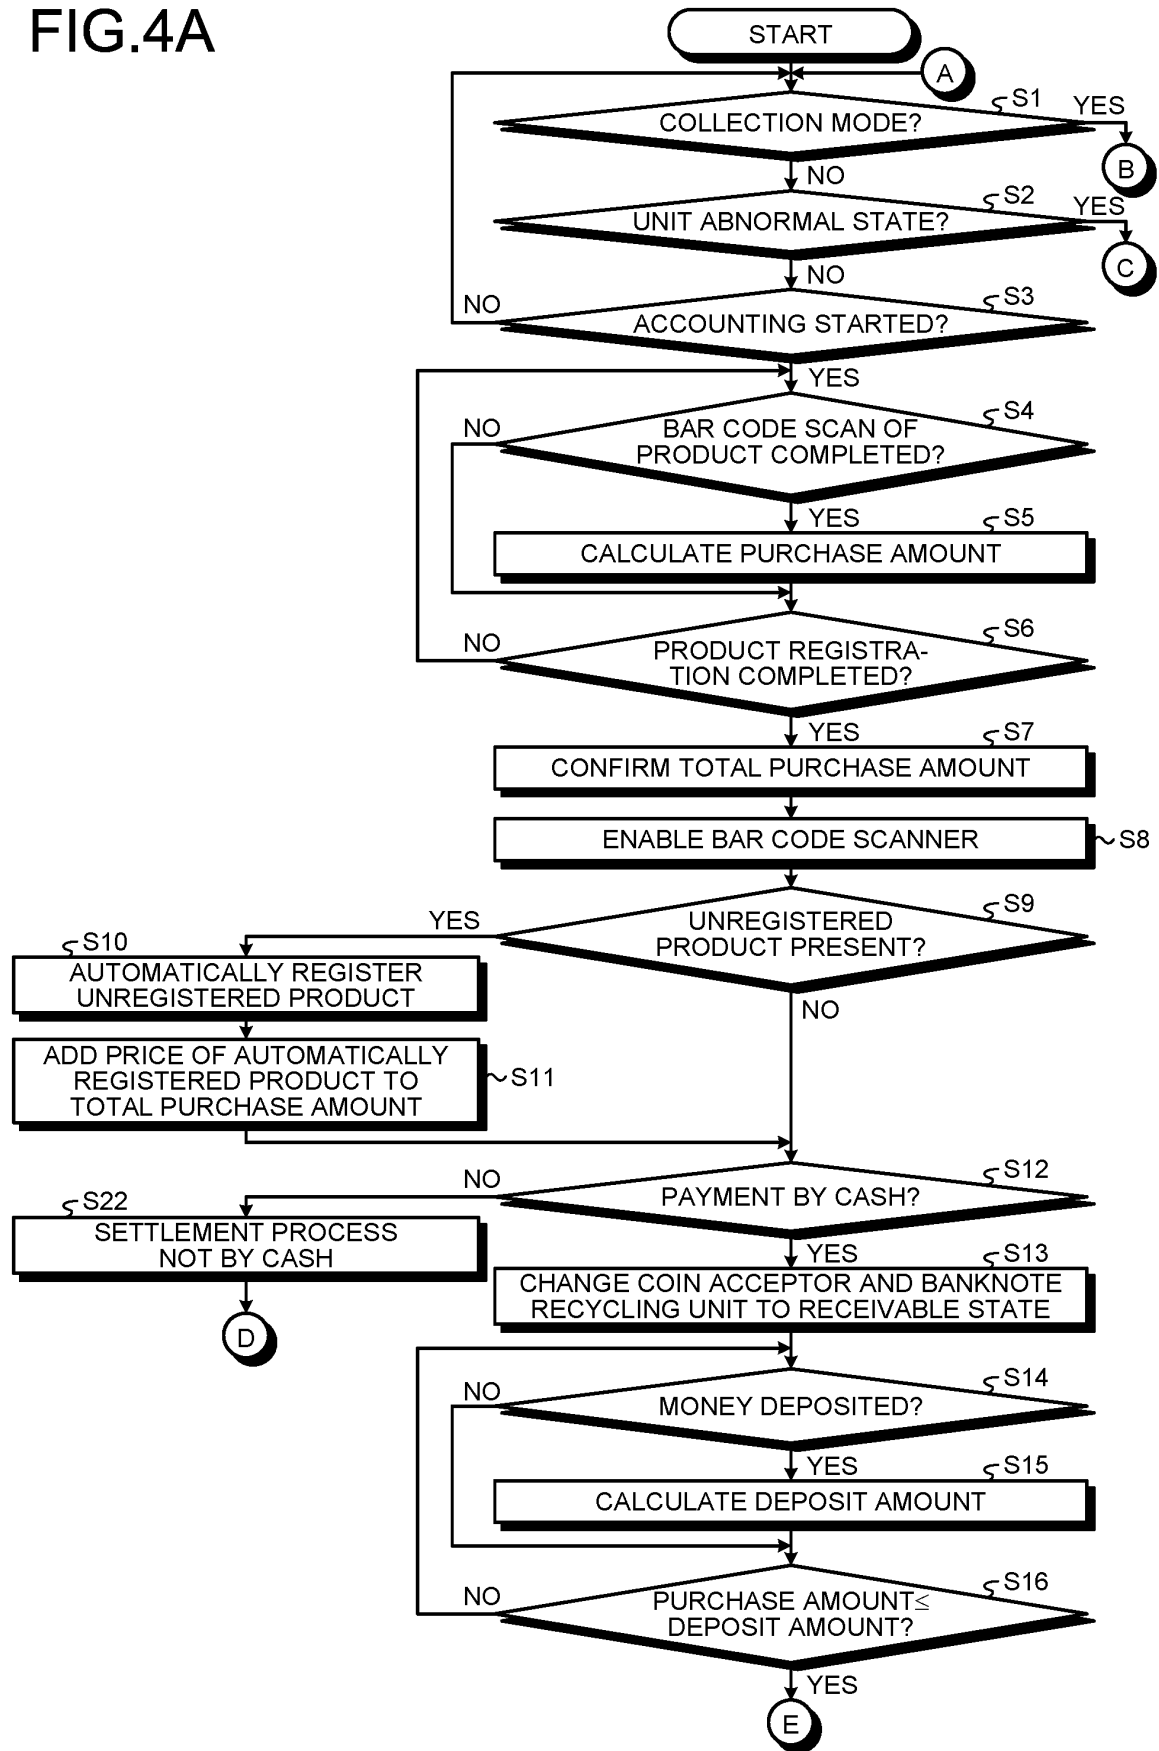 FIG.4A
START
A
S1
COLLECTION MODE?
YES
B
NO
S2
UNIT ABNORMAL STATE?
YES
C
NO
S3
NO
ACCOUNTING STARTED?
YES
S4
NO
BAR CODE SCAN OF
PRODUCT COMPLETED?
YES
S5
CALCULATE PURCHASE AMOUNT
S6
NO
PRODUCT REGISTRA-
TION COMPLETED?
YES
S7
CONFIRM TOTAL PURCHASE AMOUNT
ENABLE BAR CODE SCANNER
S8
S9
YES
UNREGISTERED
PRODUCT PRESENT?
NO
S10
AUTOMATICALLY REGISTER
UNREGISTERED PRODUCT
ADD PRICE OF AUTOMATICALLY
REGISTERED PRODUCT TO
TOTAL PURCHASE AMOUNT
S11
S12
NO
PAYMENT BY CASH?
S22
SETTLEMENT PROCESS
NOT BY CASH
D
YES
S13
CHANGE COIN ACCEPTOR AND BANKNOTE
RECYCLING UNIT TO RECEIVABLE STATE
S14
NO
MONEY DEPOSITED?
YES
S15
CALCULATE DEPOSIT AMOUNT
S16
NO
PURCHASE AMOUNT≦
DEPOSIT AMOUNT?
YES
E